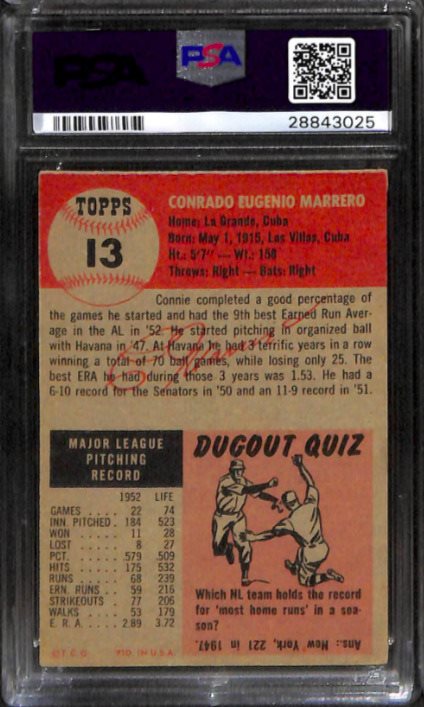 PSA PSA
28843025
TOPPS
13
CONRADO EUGENIO MARRERO
Home: La Grande, Cuba
Born: May 1, 1915, Las Villas, Cuba
Ht.: 5'7" — Wt.: 158
Throws: Right — Bats: Right
Connie completed a good percentage of
the games he started and had the 9th best Earned Run Aver-
age in the AL in '52. He started pitching in organized ball
with Havana in '47. At Havana he had 3 terrific years in a row
winning a total of 70 ball games, while losing only 25. The
best ERA he had during those 3 years was 1.53. He had a
6-10 record for the Senators in '50 and an 11-9 record in '51.
MAJOR LEAGUE
PITCHING
RECORD
1952 LIFE
GAMES .... 22 74
INN. PITCHED . 184 523
WON .... 11 28
LOST .... 8 27
PCT. .... .579 .509
HITS .... 175 532
RUNS .... 68 239
ERN. RUNS . 59 216
STRIKEOUTS . 77 206
WALKS .... 53 179
E. R. A. ... 2.89 3.72
© T. C. G. PTD. IN U.S.A.
DUGOUT QUIZ
Which NL team holds the record
for 'most home runs' in a sea-
son?
Ans.: New York, 221 in 1947.